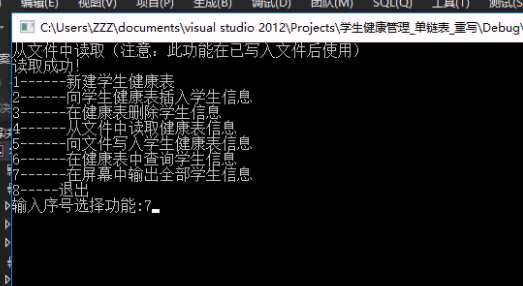 编辑(E) 视图(V) 项目(P) 生成(B) 调试(D) 团队(M) SQL(Q) 工具(T) 测试(S)
C:\Users\ZZZ\documents\visual studio 2012\Projects\学生健康管理_单链表_重写\Debug\
从文件中读取（注意：此功能在已写入文件后使用）
读取成功！
1------新建学生健康表
2------向学生健康表插入学生信息
3------在健康表删除学生信息
4------从文件中读取健康表信息
5------向文件写入学生健康表信息
6------在健康表中查询学生信息
7------在屏幕中输出全部学生信息
8-----退出
输入序号选择功能:7